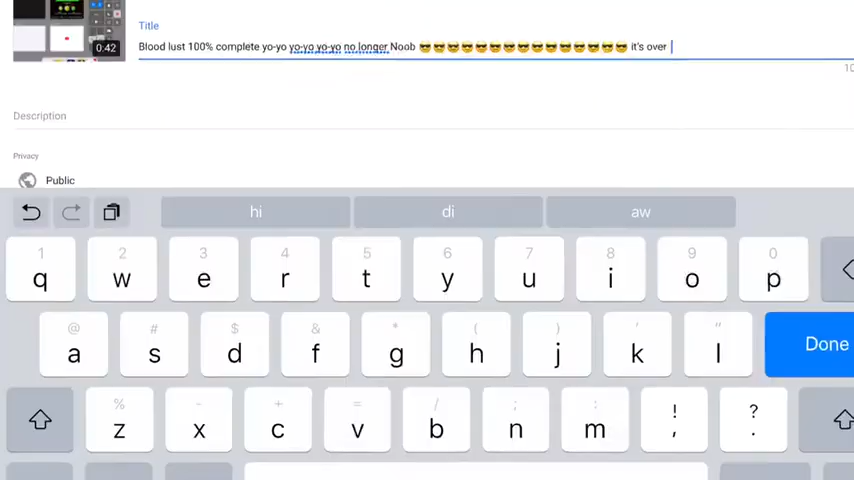 Title
0:42
Blood lust 100% complete yo-yo yo-yo yo-yo no longer Noob 😎😎😎😎😎😎😎😎😎😎😎😎😎😎😎 it's over
Description
Privacy
Public
hi di aw
1 2 3 4 5 6 7 8 9 0
q w e r t y u i o p
@ # $ & * ( ) ' "
a s d f g h j k l Done
% - + = / ; : ! ?
z x c v b n m , .